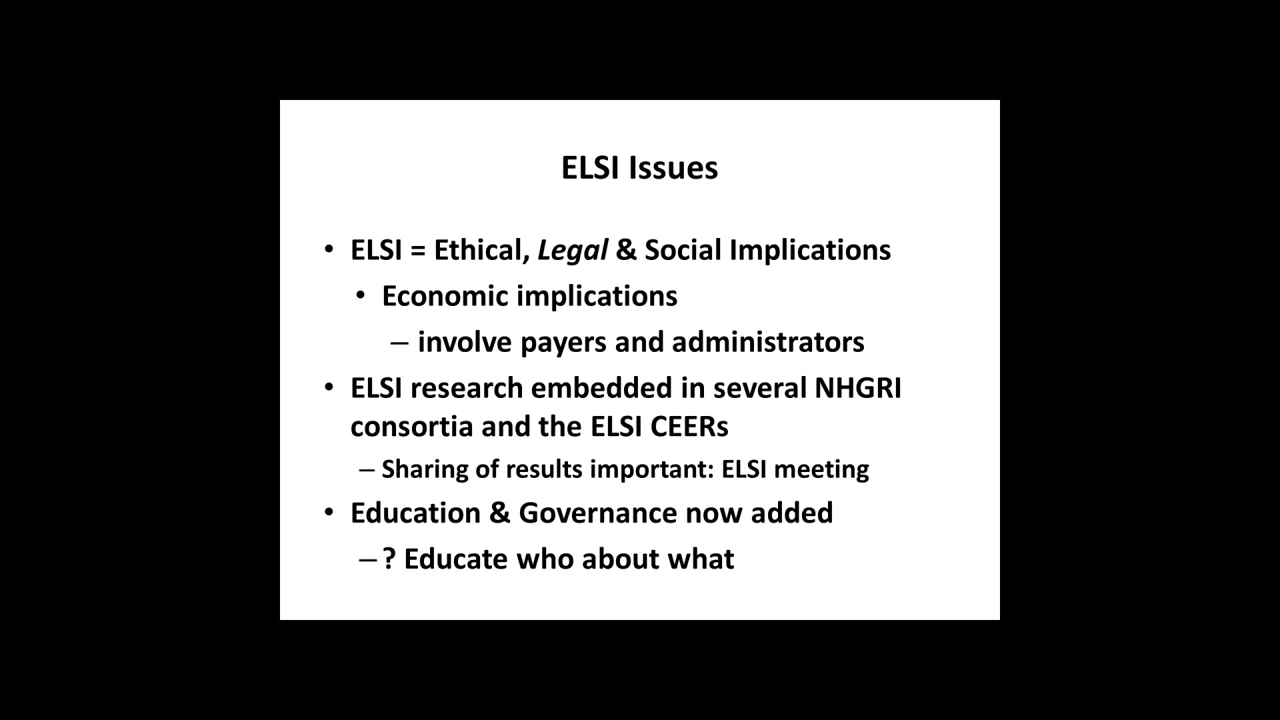 ELSI Issues
• ELSI = Ethical, Legal & Social Implications
• Economic implications
– involve payers and administrators
• ELSI research embedded in several NHGRI
consortia and the ELSI CEERs
– Sharing of results important: ELSI meeting
• Education & Governance now added
– ? Educate who about what